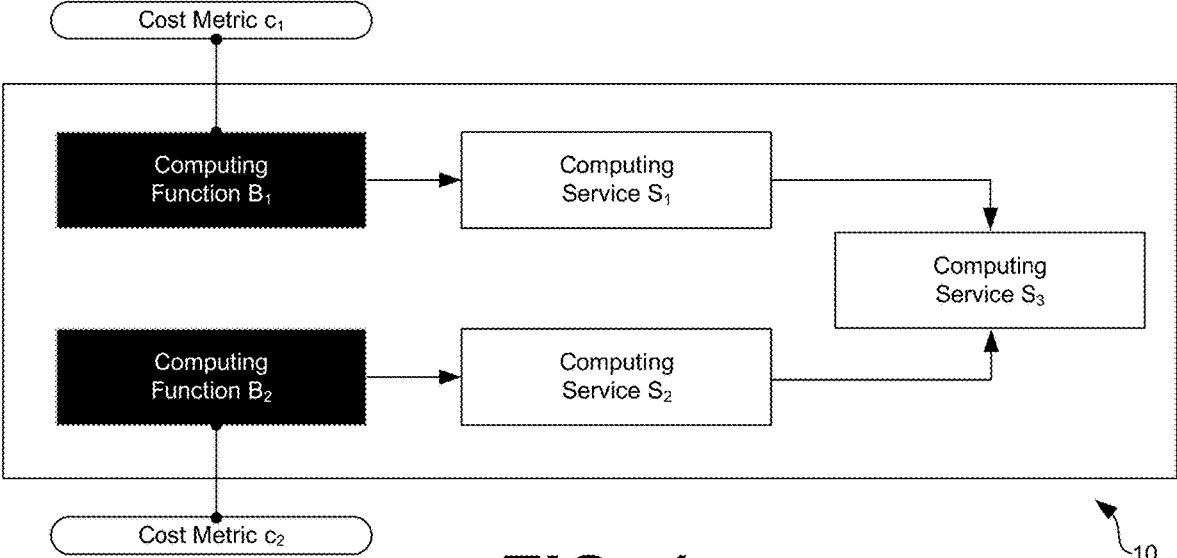 Cost Metric c₁
Computing
Function B₁
Computing
Service S₁
Computing
Service S₃
Computing
Function B₂
Computing
Service S₂
Cost Metric c₂
10